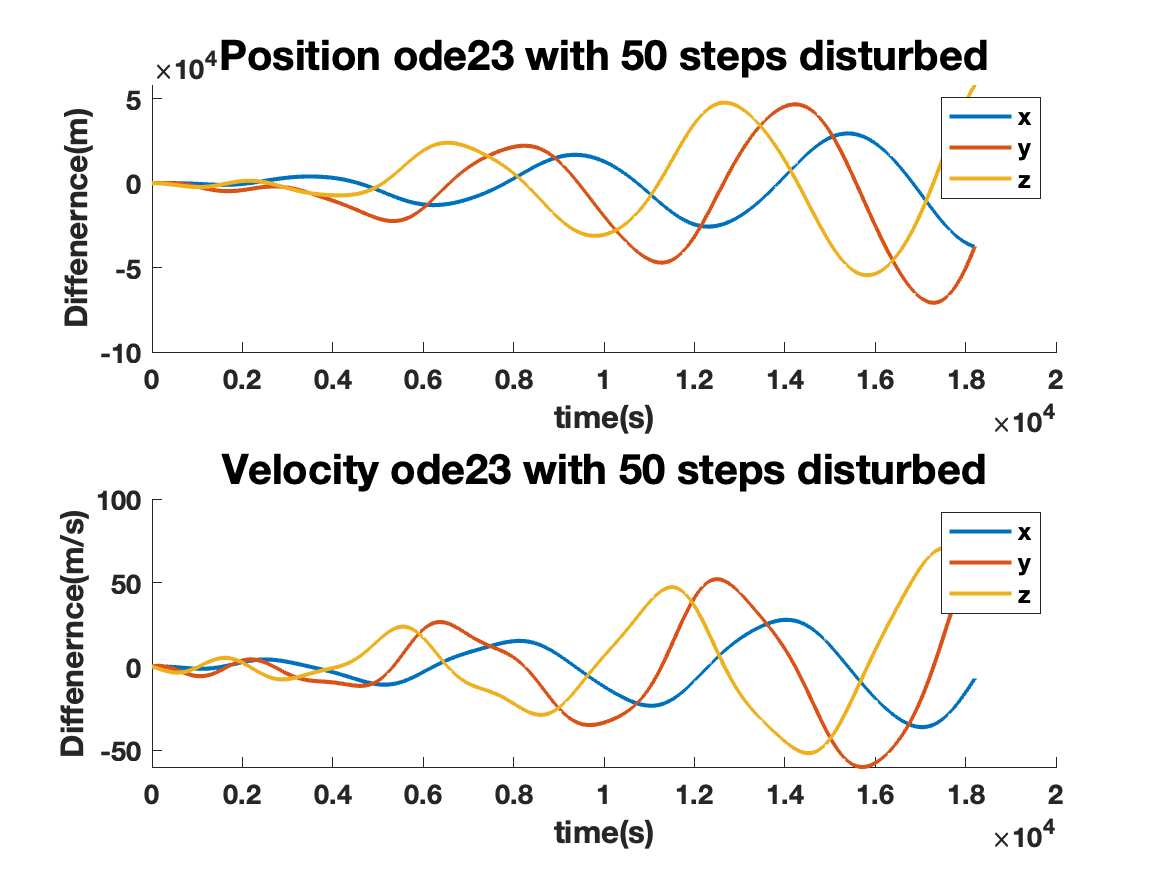 ×10⁴
Position ode23 with 50 steps disturbed
Diffenernce(m)
5
0
-5
-10
x
y
z
0 0.2 0.4 0.6 0.8 1 1.2 1.4 1.6 1.8 2
time(s)
×10⁴
Velocity ode23 with 50 steps disturbed
Diffenernce(m/s)
100
50
0
-50
x
y
z
0 0.2 0.4 0.6 0.8 1 1.2 1.4 1.6 1.8 2
time(s)
×10⁴